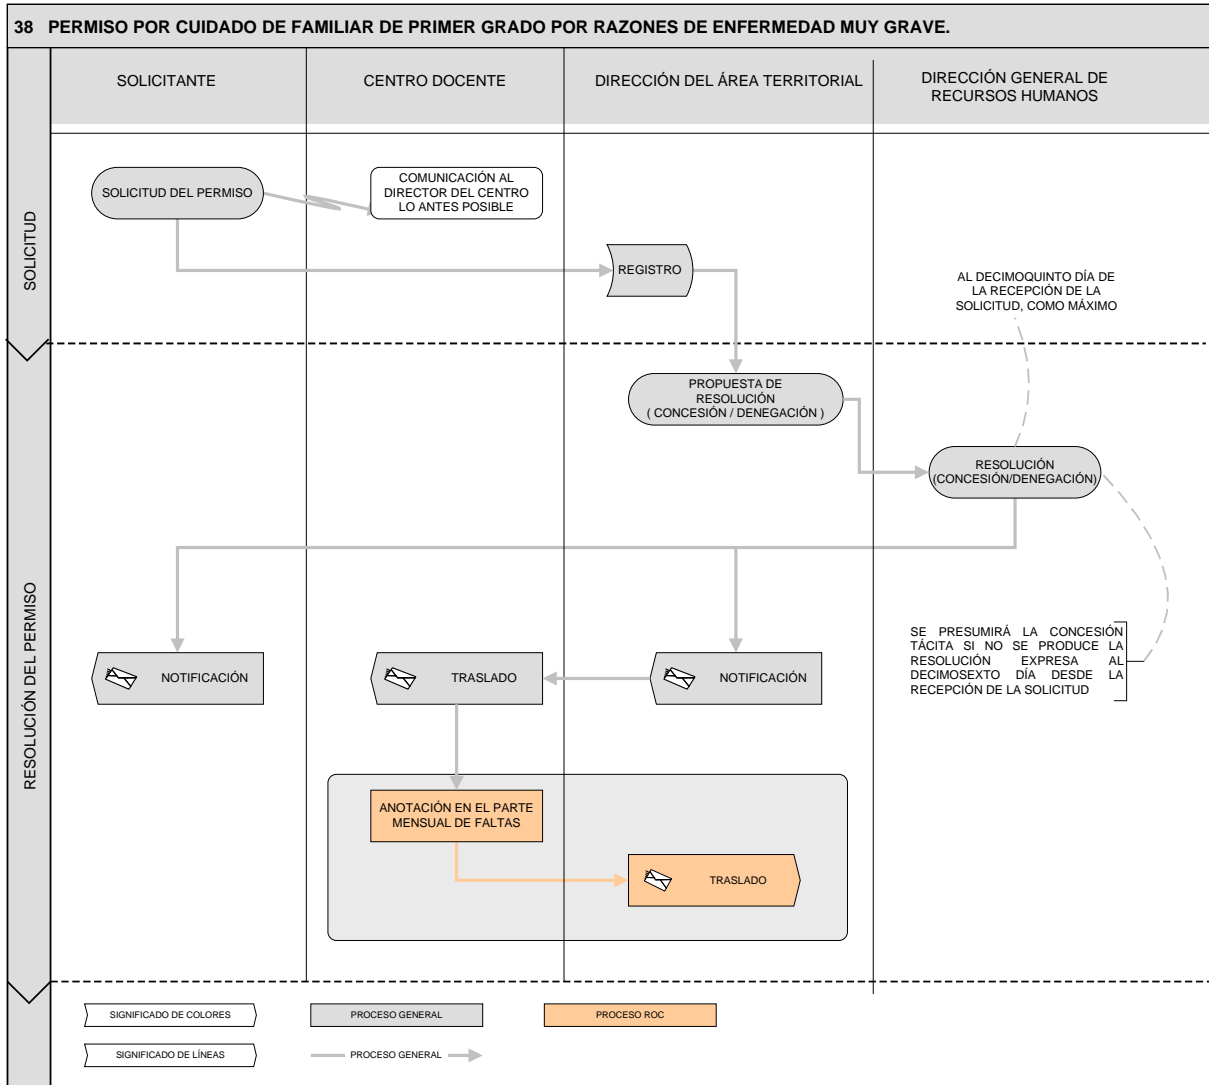 38 PERMISO POR CUIDADO DE FAMILIAR DE PRIMER GRADO POR RAZONES DE ENFERMEDAD MUY GRAVE.
SOLICITANTE
CENTRO DOCENTE
DIRECCIÓN DEL ÁREA TERRITORIAL
DIRECCIÓN GENERAL DE
RECURSOS HUMANOS
SOLICITUD
SOLICITUD DEL PERMISO
COMUNICACIÓN AL
DIRECTOR DEL CENTRO
LO ANTES POSIBLE
REGISTRO
AL DECIMOQUINTO DÍA DE
LA RECEPCIÓN DE LA
SOLICITUD, COMO MÁXIMO
RESOLUCIÓN DEL PERMISO
PROPUESTA DE
RESOLUCIÓN
( CONCESIÓN / DENEGACIÓN )
RESOLUCIÓN
(CONCESIÓN/DENEGACIÓN)
SE PRESUMIRÁ LA CONCESIÓN
TÁCITA SI NO SE PRODUCE LA
RESOLUCIÓN EXPRESA AL
DECIMOSEXTO DÍA DESDE LA
RECEPCIÓN DE LA SOLICITUD
NOTIFICACIÓN
TRASLADO
NOTIFICACIÓN
ANOTACIÓN EN EL PARTE
MENSUAL DE FALTAS
TRASLADO
SIGNIFICADO DE COLORES
PROCESO GENERAL
PROCESO ROC
SIGNIFICADO DE LÍNEAS
PROCESO GENERAL